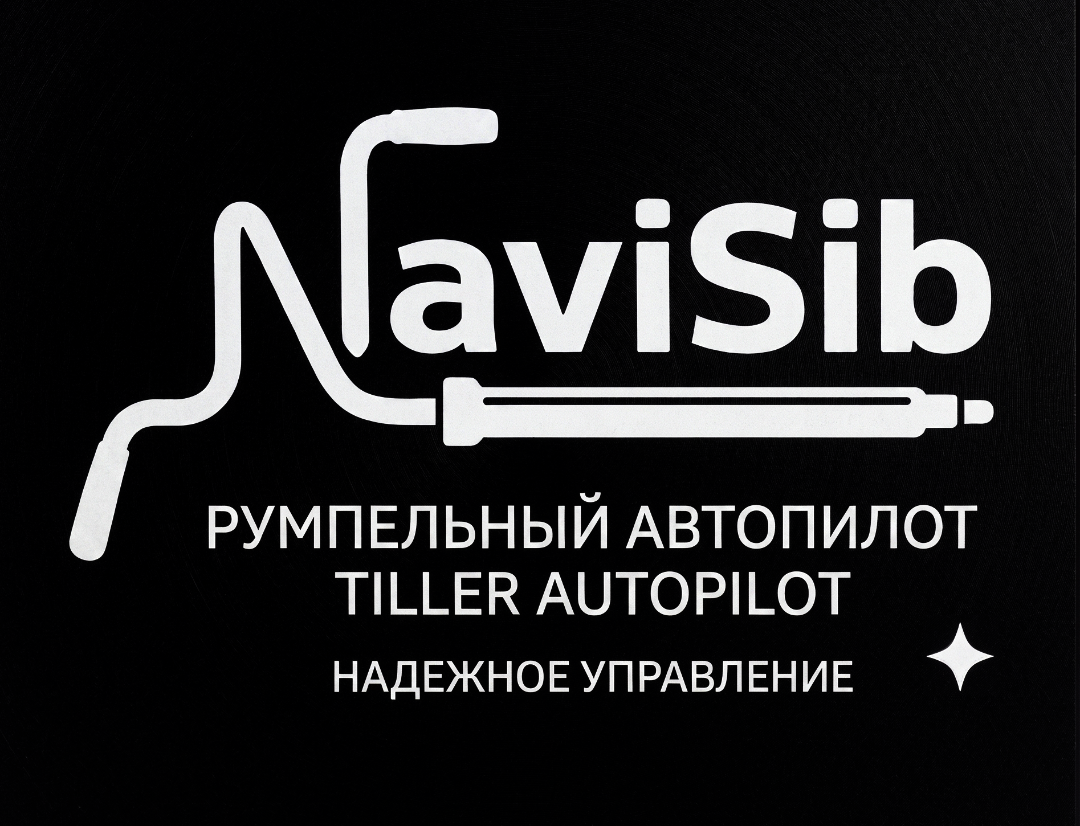 NaviSib
РУМПЕЛЬНЫЙ АВТОПИЛОТ
TILLER AUTOPILOT
НАДЕЖНОЕ УПРАВЛЕНИЕ